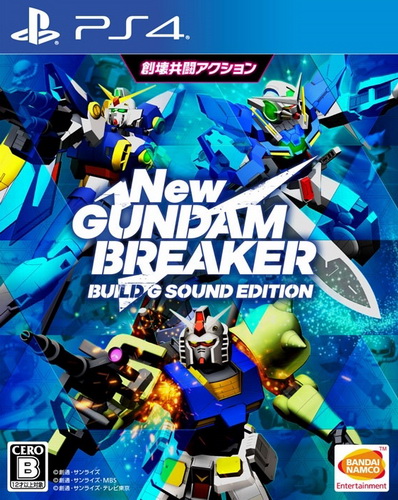 PS4
創壊共闘アクション
New
GUNDAM
BREAKER
BUILD G SOUND EDITION
CERO
B
12才以上対象
©創通・サンライズ
©創通・サンライズ・MBS
©創通・サンライズ・テレビ東京
BANDAI
NAMCO
Entertainment